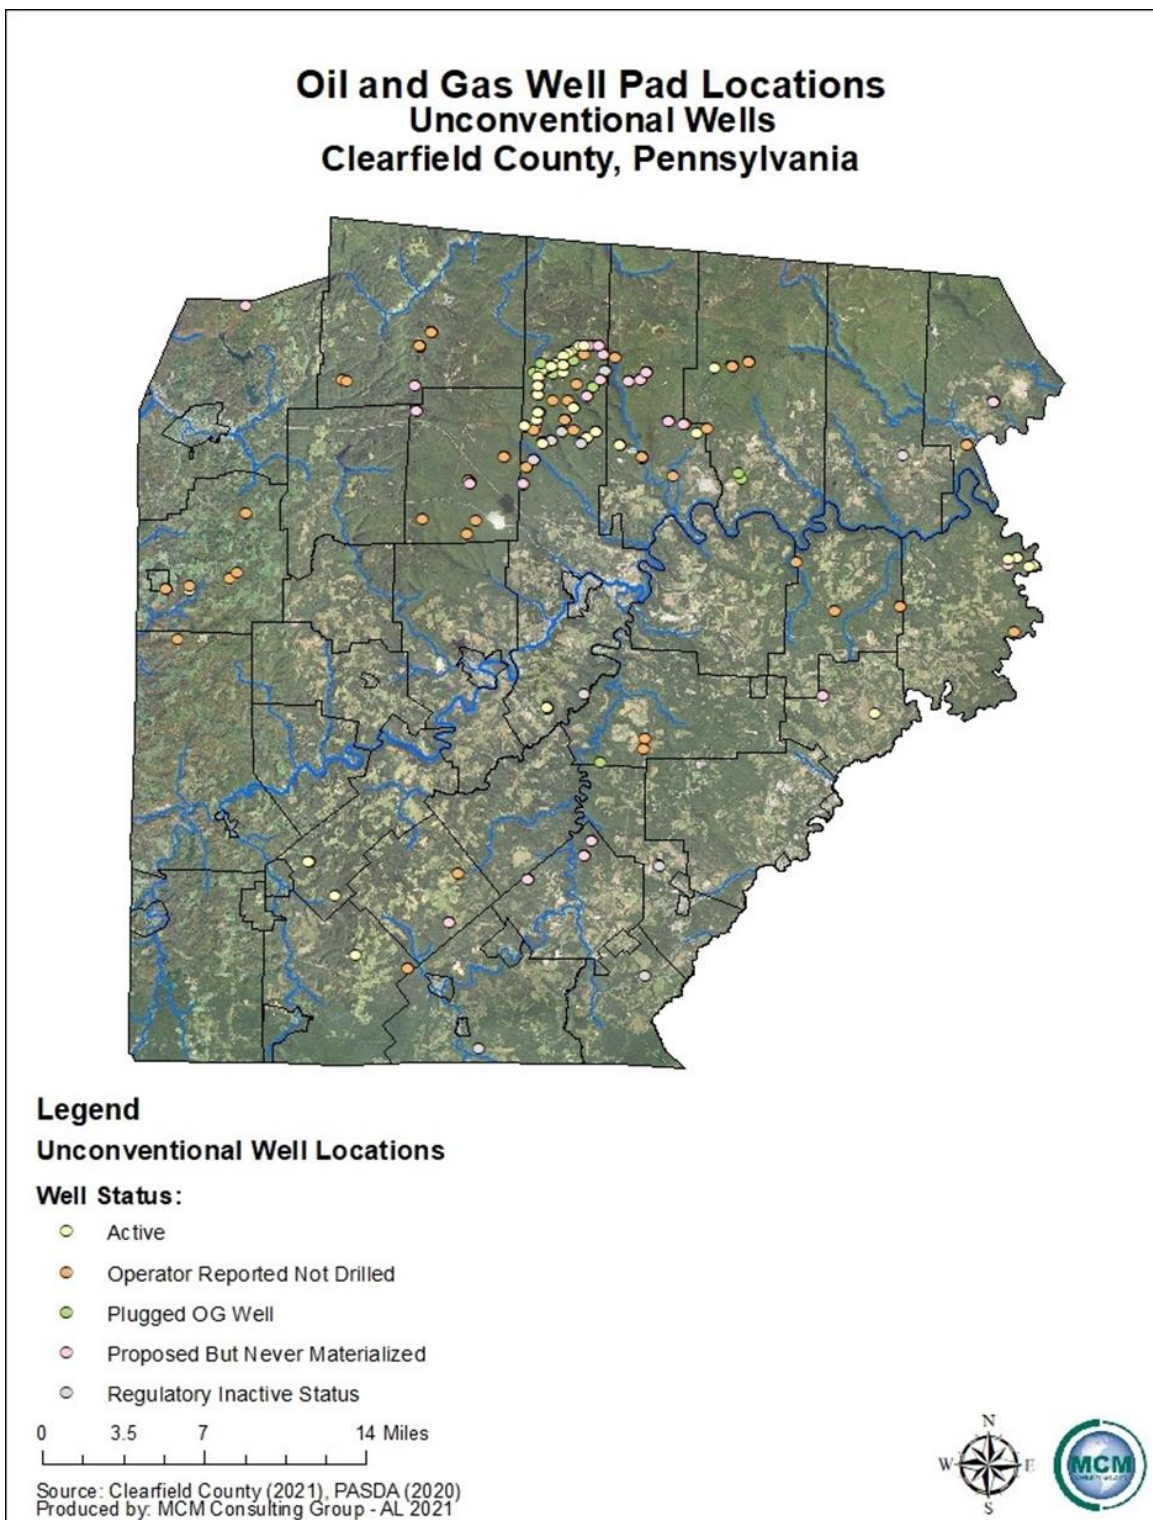 Oil and Gas Well Pad Locations
Unconventional Wells
Clearfield County, Pennsylvania
Legend
Unconventional Well Locations
Well Status:
Active
Operator Reported Not Drilled
Plugged OG Well
Proposed But Never Materialized
Regulatory Inactive Status
0 3.5 7 14 Miles
N
W E
S
MCM
Source: Clearfield County (2021), PASDA (2020)
Produced by: MCM Consulting Group - AL 2021